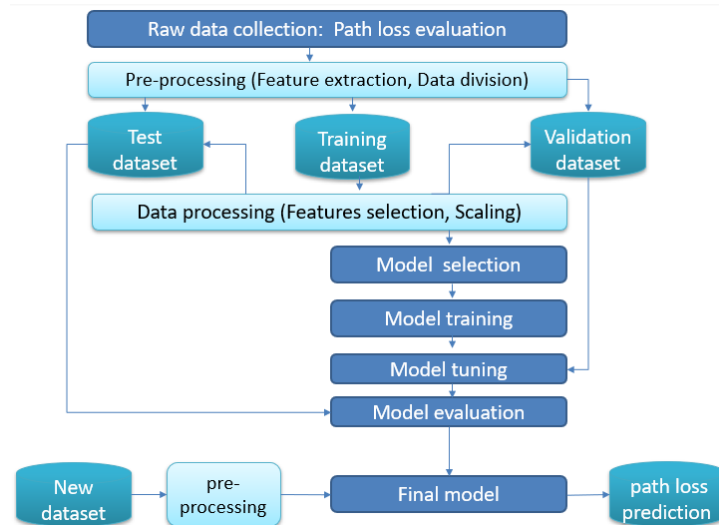 Raw data collection: Path loss evaluation
Pre-processing (Feature extraction, Data division)
Test
dataset
Training
dataset
Validation
dataset
Data processing (Features selection, Scaling)
Model selection
Model training
Model tuning
Model evaluation
New
dataset
pre-
processing
Final model
path loss
prediction